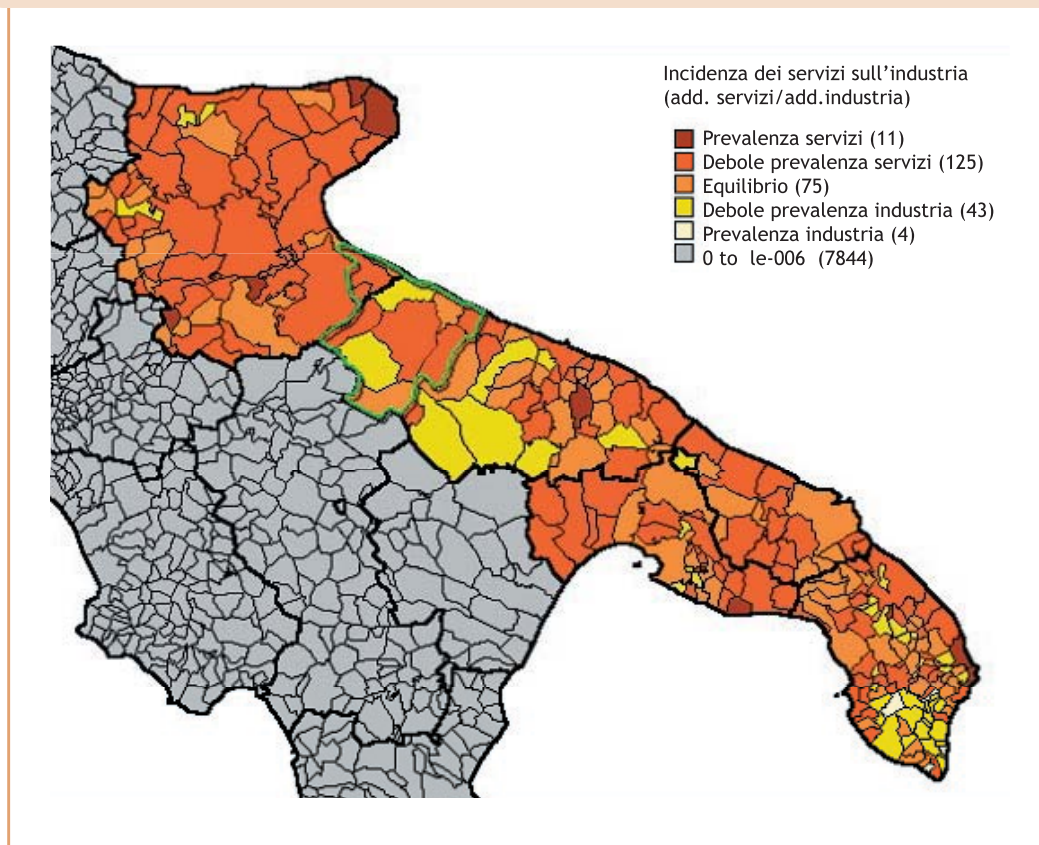 Incidenza dei servizi sull'industria
(add. servizi/add.industria)
Prevalenza servizi (11)
Debole prevalenza servizi (125)
Equilibrio (75)
Debole prevalenza industria (43)
Prevalenza industria (4)
0 to le-006 (7844)